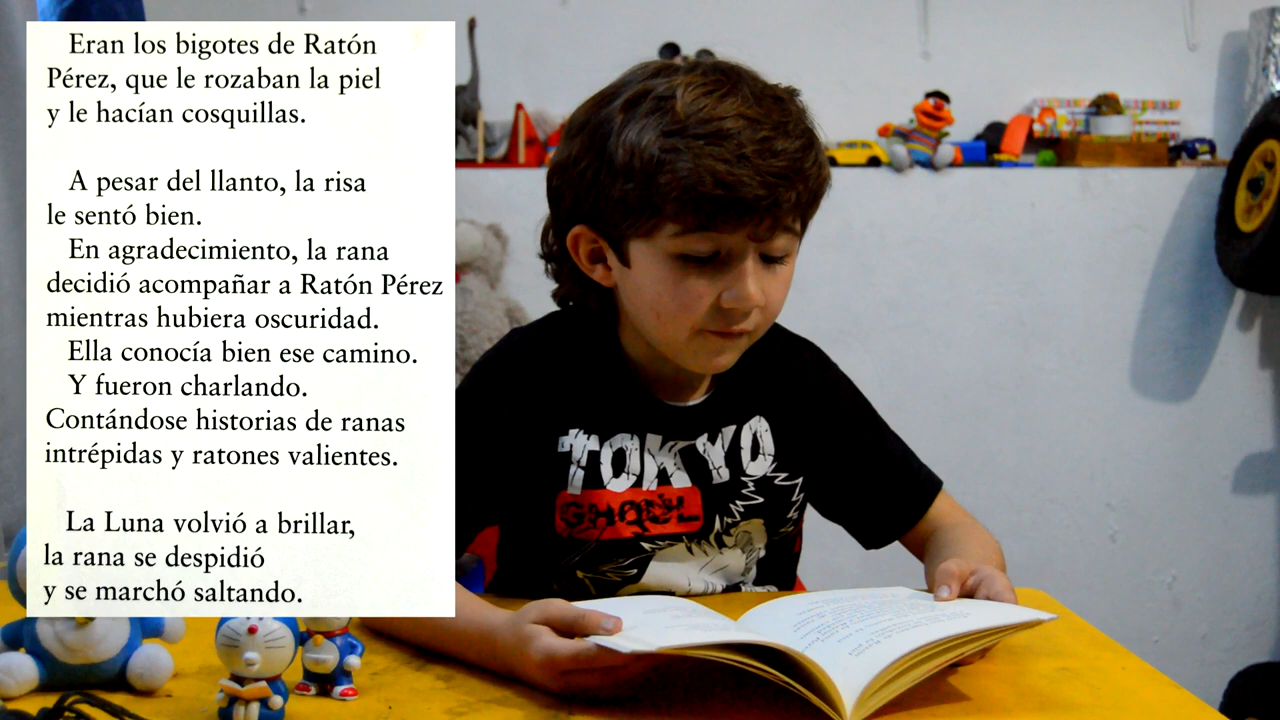 Eran los bigotes de Ratón
Pérez, que le rozaban la piel
y le hacían cosquillas.
A pesar del llanto, la risa
le sentó bien.
En agradecimiento, la rana
decidió acompañar a Ratón Pérez
mientras hubiera oscuridad.
Ella conocía bien ese camino.
Y fueron charlando.
Contándose historias de ranas
intrépidas y ratones valientes.
La Luna volvió a brillar,
la rana se despidió
y se marchó saltando.
TOKYO
GHOUL